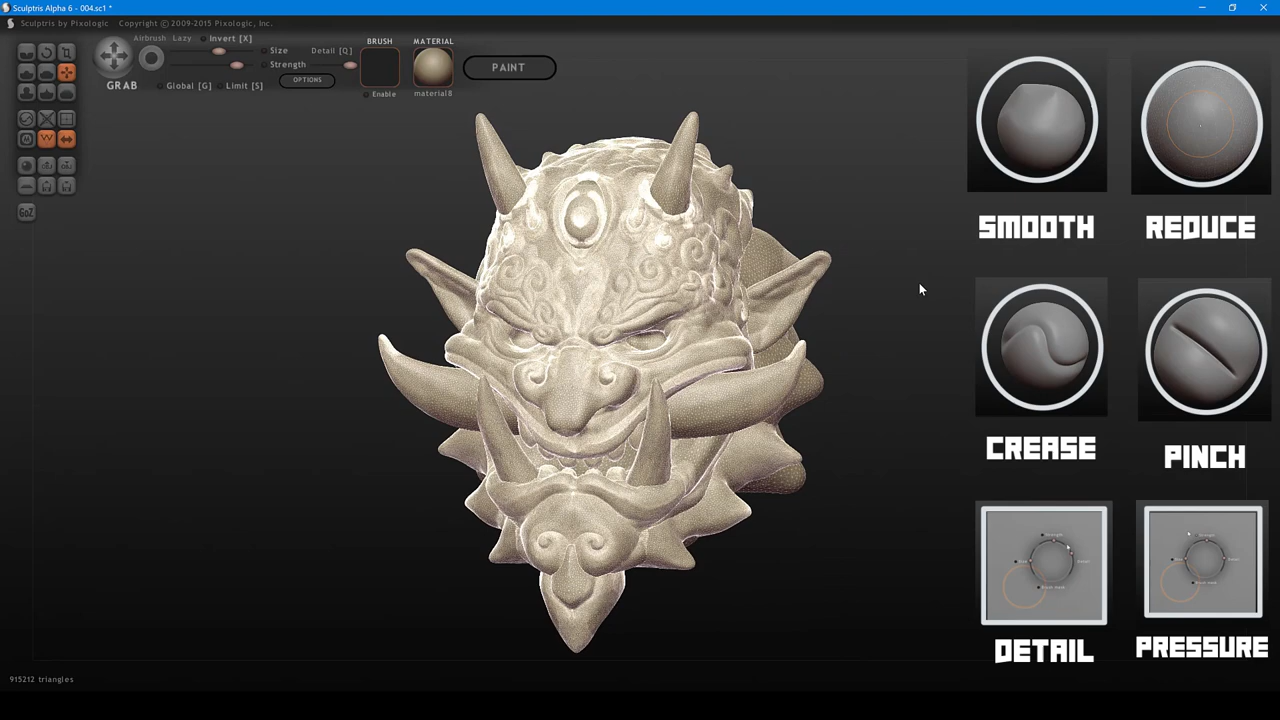 Sculptris Alpha 6 - 004.sc1 *
Sculptris by Pixologic Copyright © 2009-2015 Pixologic, Inc.
Airbrush Lazy Invert [X]
Size Detail [Q]
Strength
GRAB
Global [G] Limit [S]
OPTIONS
BRUSH
Enable
MATERIAL
material8
PAINT
GoZ
SMOOTH REDUCE
CREASE PINCH
DETAIL PRESSURE
915212 triangles